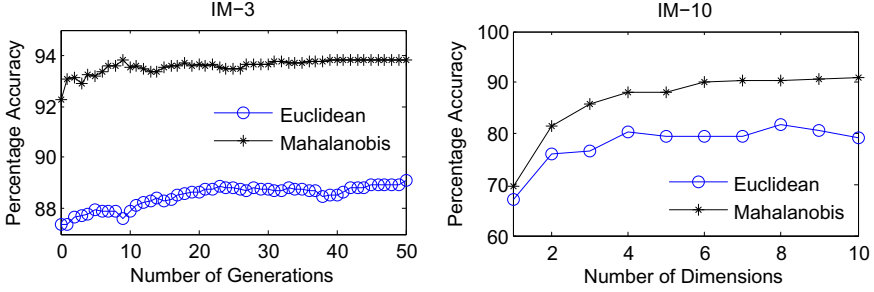 IM−3
Percentage Accuracy
94
92
90
88
Euclidean
Mahalanobis
0 10 20 30 40 50
Number of Generations
IM−10
Percentage Accuracy
100
90
80
70
60
Euclidean
Mahalanobis
2 4 6 8 10
Number of Dimensions